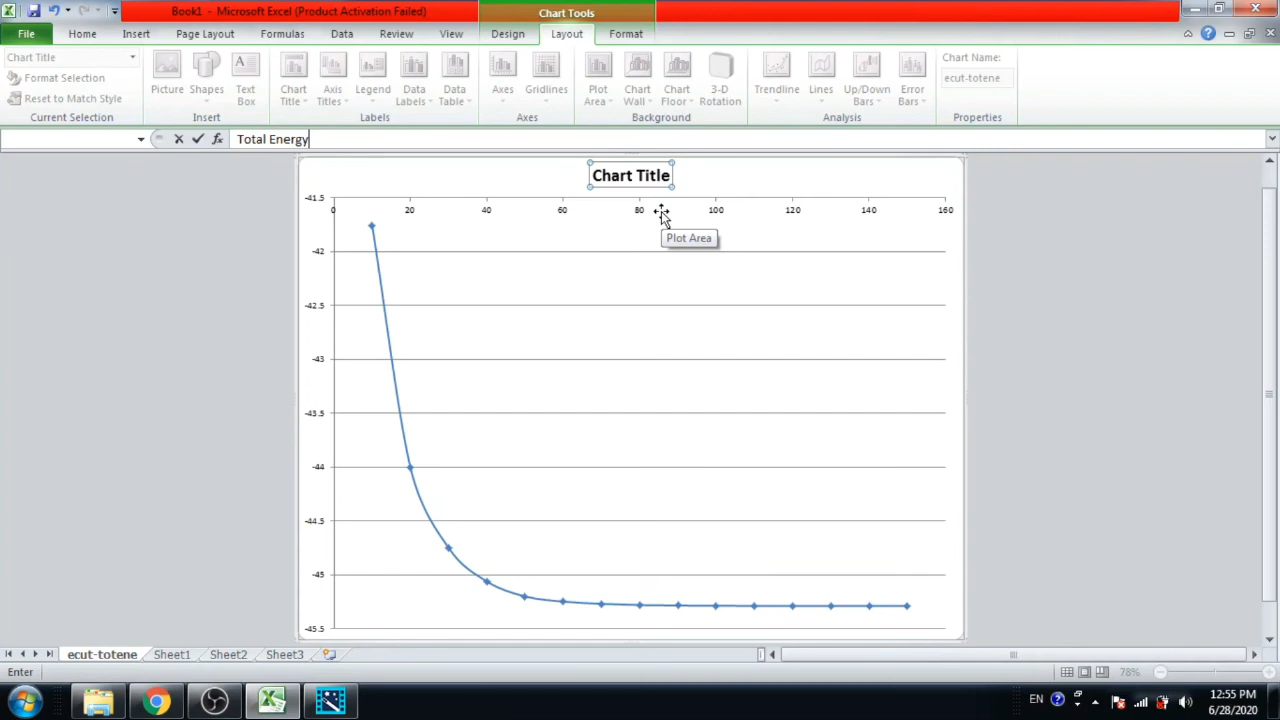 Book1 - Microsoft Excel (Product Activation Failed)
Chart Tools
File Home Insert Page Layout Formulas Data Review View Design Layout Format
Chart Title
Format Selection
Reset to Match Style
Current Selection
Picture Shapes Text Box
Insert
Chart Title Axis Titles Legend Data Labels Data Table
Labels
Axes Gridlines
Axes
Plot Area Chart Wall Chart Floor 3-D Rotation
Background
Trendline Lines Up/Down Bars Error Bars
Analysis
Chart Name:
ecut-totene
Properties
fx Total Energy
Chart Title
-41.5
0 20 40 60 80 100 120 140 160
Plot Area
-42
-42.5
-43
-43.5
-44
-44.5
-45
-45.5
ecut-totene Sheet1 Sheet2 Sheet3
Enter
78%
EN
12:55 PM
6/28/2020